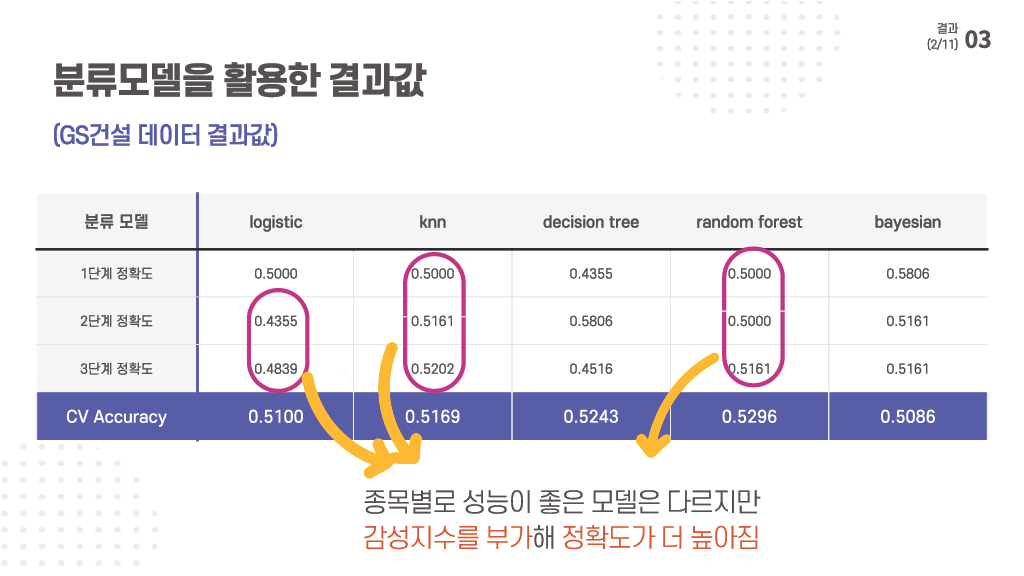 결과
(2/11) 03
분류모델을 활용한 결과값
(GS건설 데이터 결과값)
분류 모델 logistic knn decision tree random forest bayesian
1단계 정확도 0.5000 0.5000 0.4355 0.5000 0.5806
2단계 정확도 0.4355 0.5161 0.5806 0.5000 0.5161
3단계 정확도 0.4839 0.5202 0.4516 0.5161 0.5161
CV Accuracy 0.5100 0.5169 0.5243 0.5296 0.5086
종목별로 성능이 좋은 모델은 다르지만
감성지수를 부가해 정확도가 더 높아짐